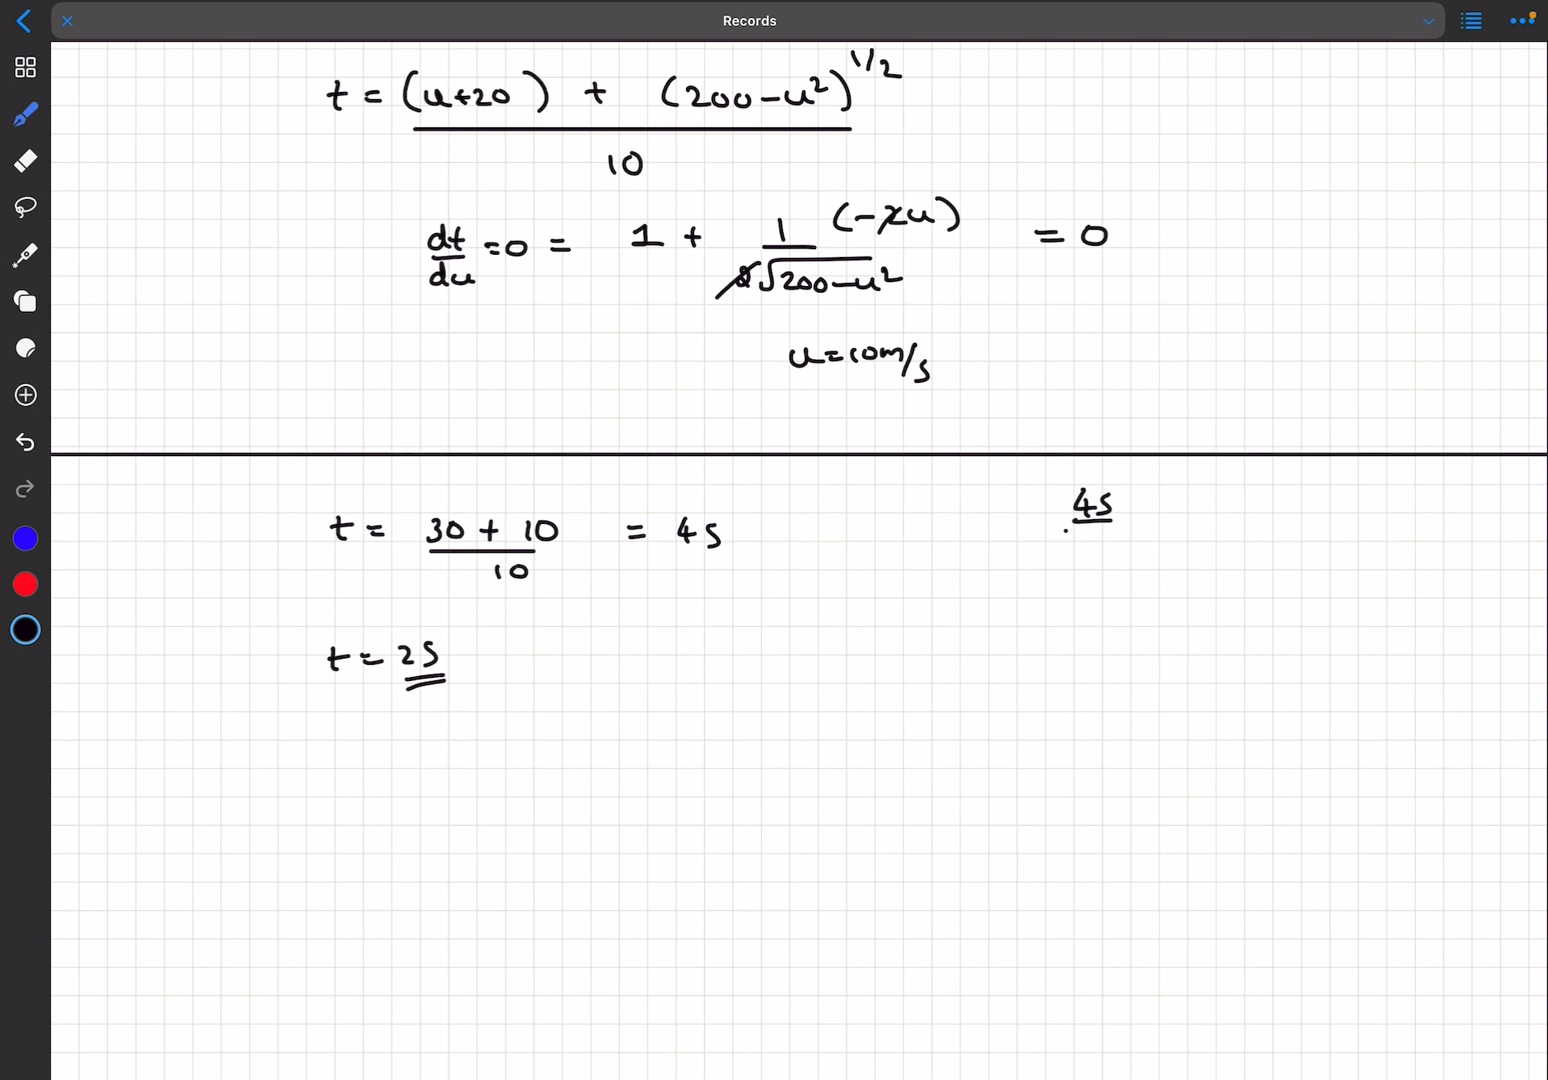 Records
t = (u+20) + (200-u²)^1/2
10
dt/du = 0 = 1 + 1/2√200-u² (-2u) = 0
u=10m/s
t = 30 + 10 = 4s
10
4s
t = 2s